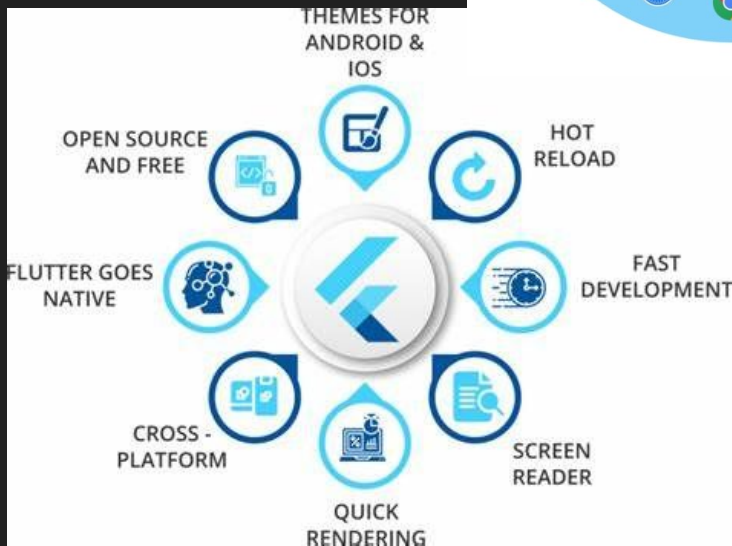 THEMES FOR
ANDROID &
IOS
HOT
RELOAD
FAST
DEVELOPMENT
SCREEN
READER
QUICK
RENDERING
CROSS -
PLATFORM
FLUTTER GOES
NATIVE
OPEN SOURCE
AND FREE